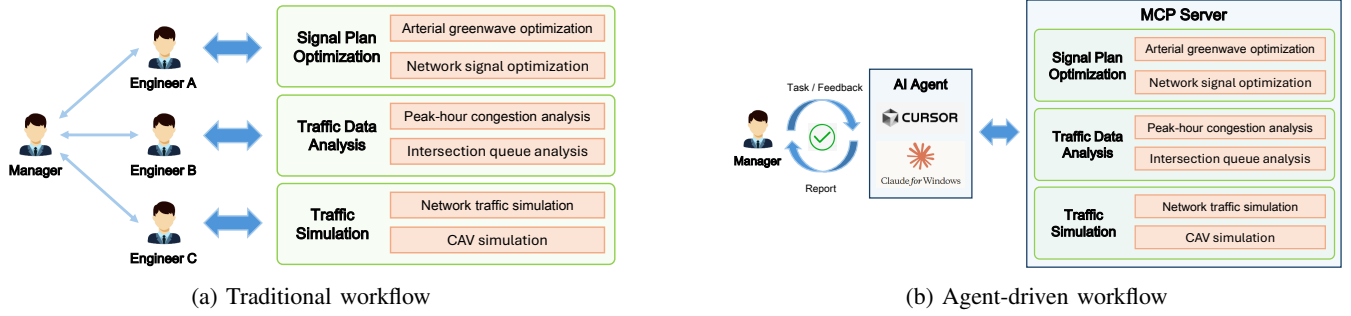 Manager
Engineer A
Engineer B
Engineer C
Signal Plan
Optimization
Arterial greenwave optimization
Network signal optimization
Traffic Data
Analysis
Peak-hour congestion analysis
Intersection queue analysis
Traffic
Simulation
Network traffic simulation
CAV simulation
(a) Traditional workflow
Manager
Task / Feedback
Report
AI Agent
CURSOR
Claude for Windows
MCP Server
Signal Plan
Optimization
Arterial greenwave optimization
Network signal optimization
Traffic Data
Analysis
Peak-hour congestion analysis
Intersection queue analysis
Traffic
Simulation
Network traffic simulation
CAV simulation
(b) Agent-driven workflow